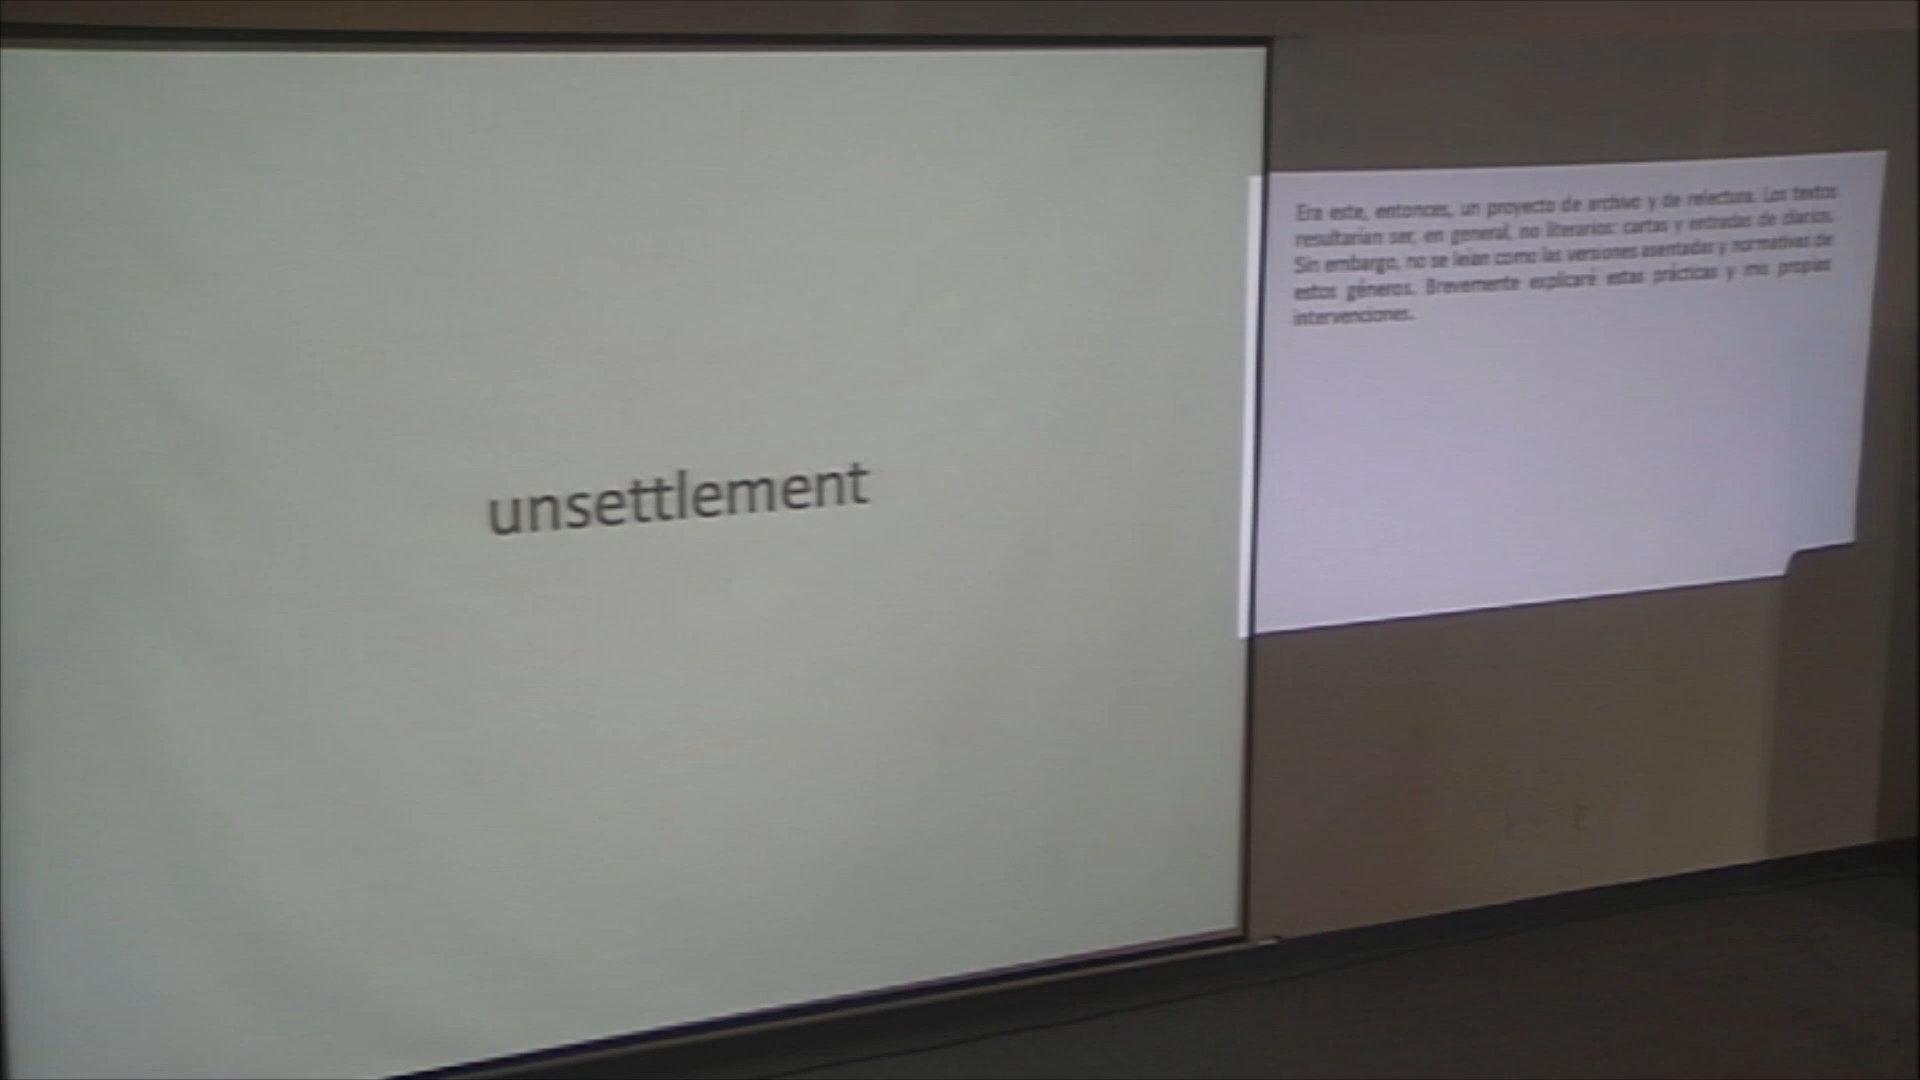 unsettlement
Era este, entonces, un proyecto de archivo y de relectura. Los textos
resultarían ser, en general, no literarios: cartas y entradas de diarios.
Sin embargo, no se leían como las versiones asentadas y normativas de
estos géneros. Brevemente explicaré estas prácticas y mis propias
intervenciones.